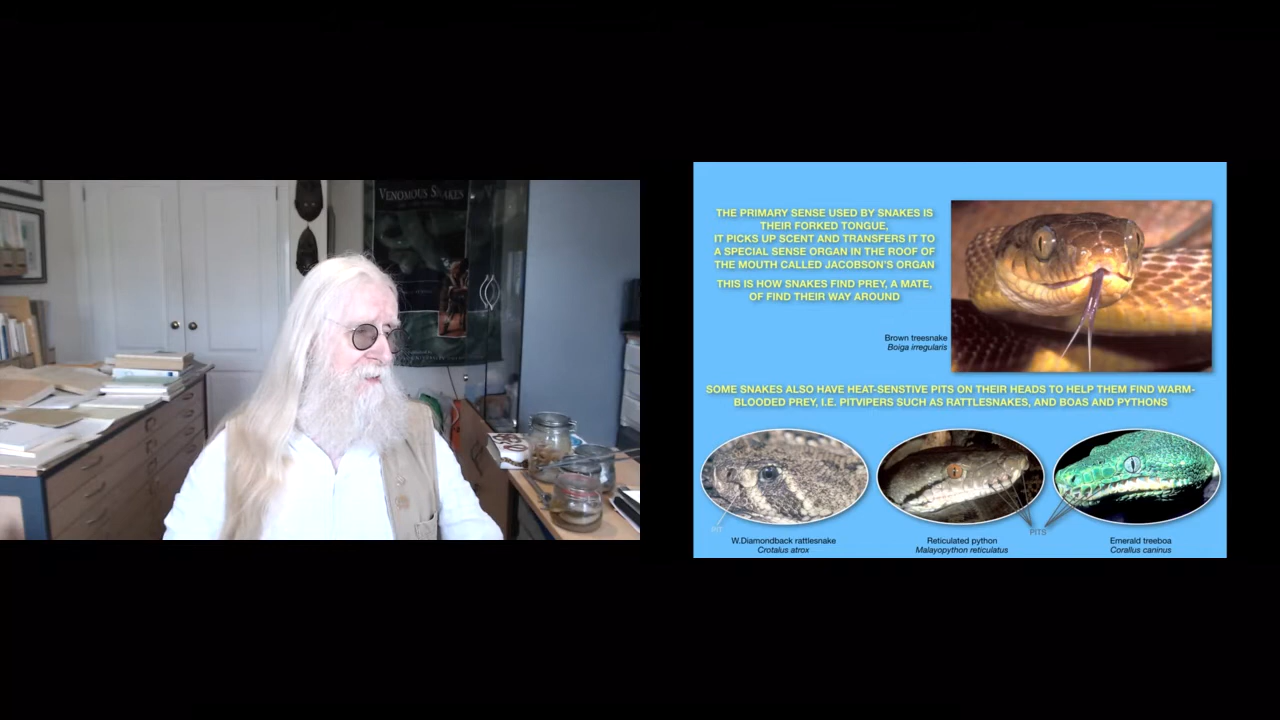 VENOMOUS SNAKES
THE PRIMARY SENSE USED BY SNAKES IS
THEIR FORKED TONGUE,
IT PICKS UP SCENT AND TRANSFERS IT TO
A SPECIAL SENSE ORGAN IN THE ROOF OF
THE MOUTH CALLED JACOBSON'S ORGAN
THIS IS HOW SNAKES FIND PREY, A MATE,
OF FIND THEIR WAY AROUND
Brown treesnake
Boiga irregularis
SOME SNAKES ALSO HAVE HEAT-SENSTIVE PITS ON THEIR HEADS TO HELP THEM FIND WARM-
BLOODED PREY, I.E. PITVIPERS SUCH AS RATTLESNAKES, AND BOAS AND PYTHONS
PIT
PITS
W.Diamondback rattlesnake
Crotalus atrox
Reticulated python
Malayopython reticulatus
Emerald treeboa
Corallus caninus